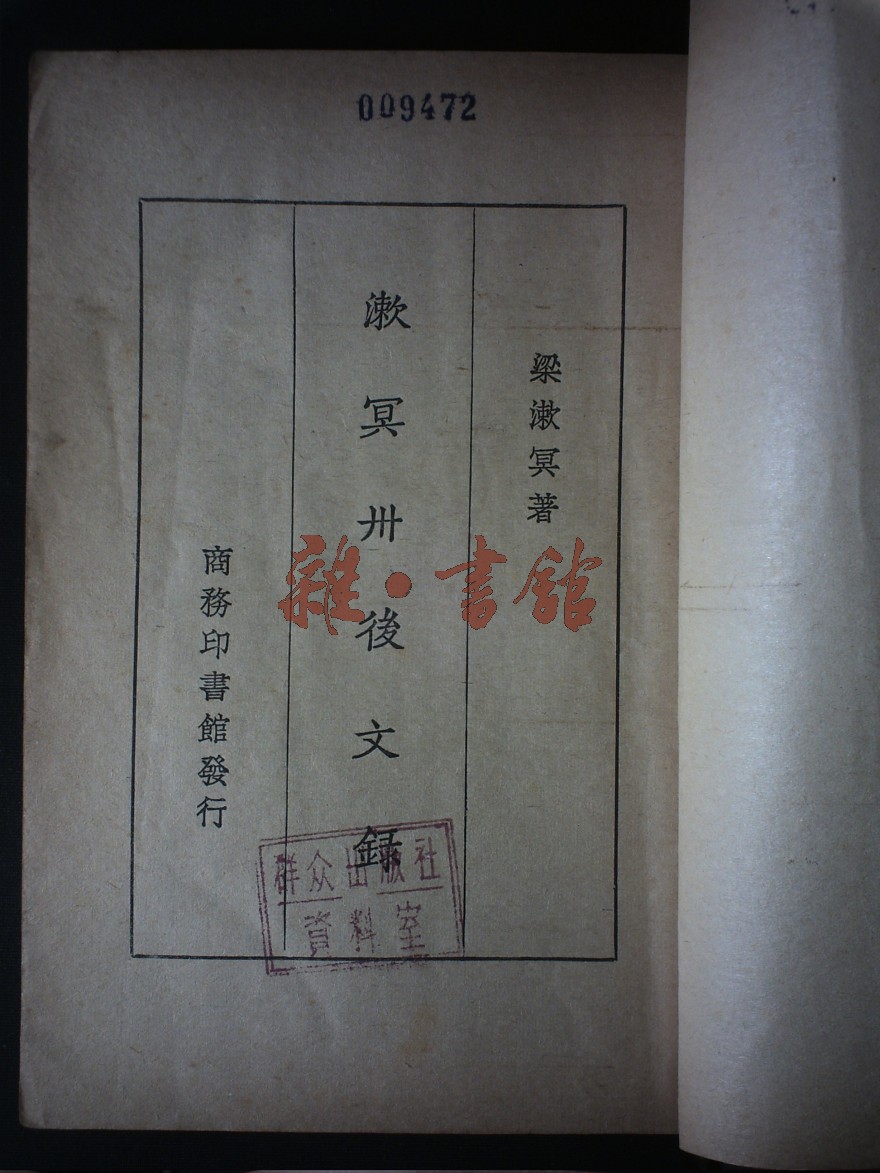 009472
梁漱冥著
漱冥卅後文録
商務印書館發行
雜·書館
群众出版社
資料室